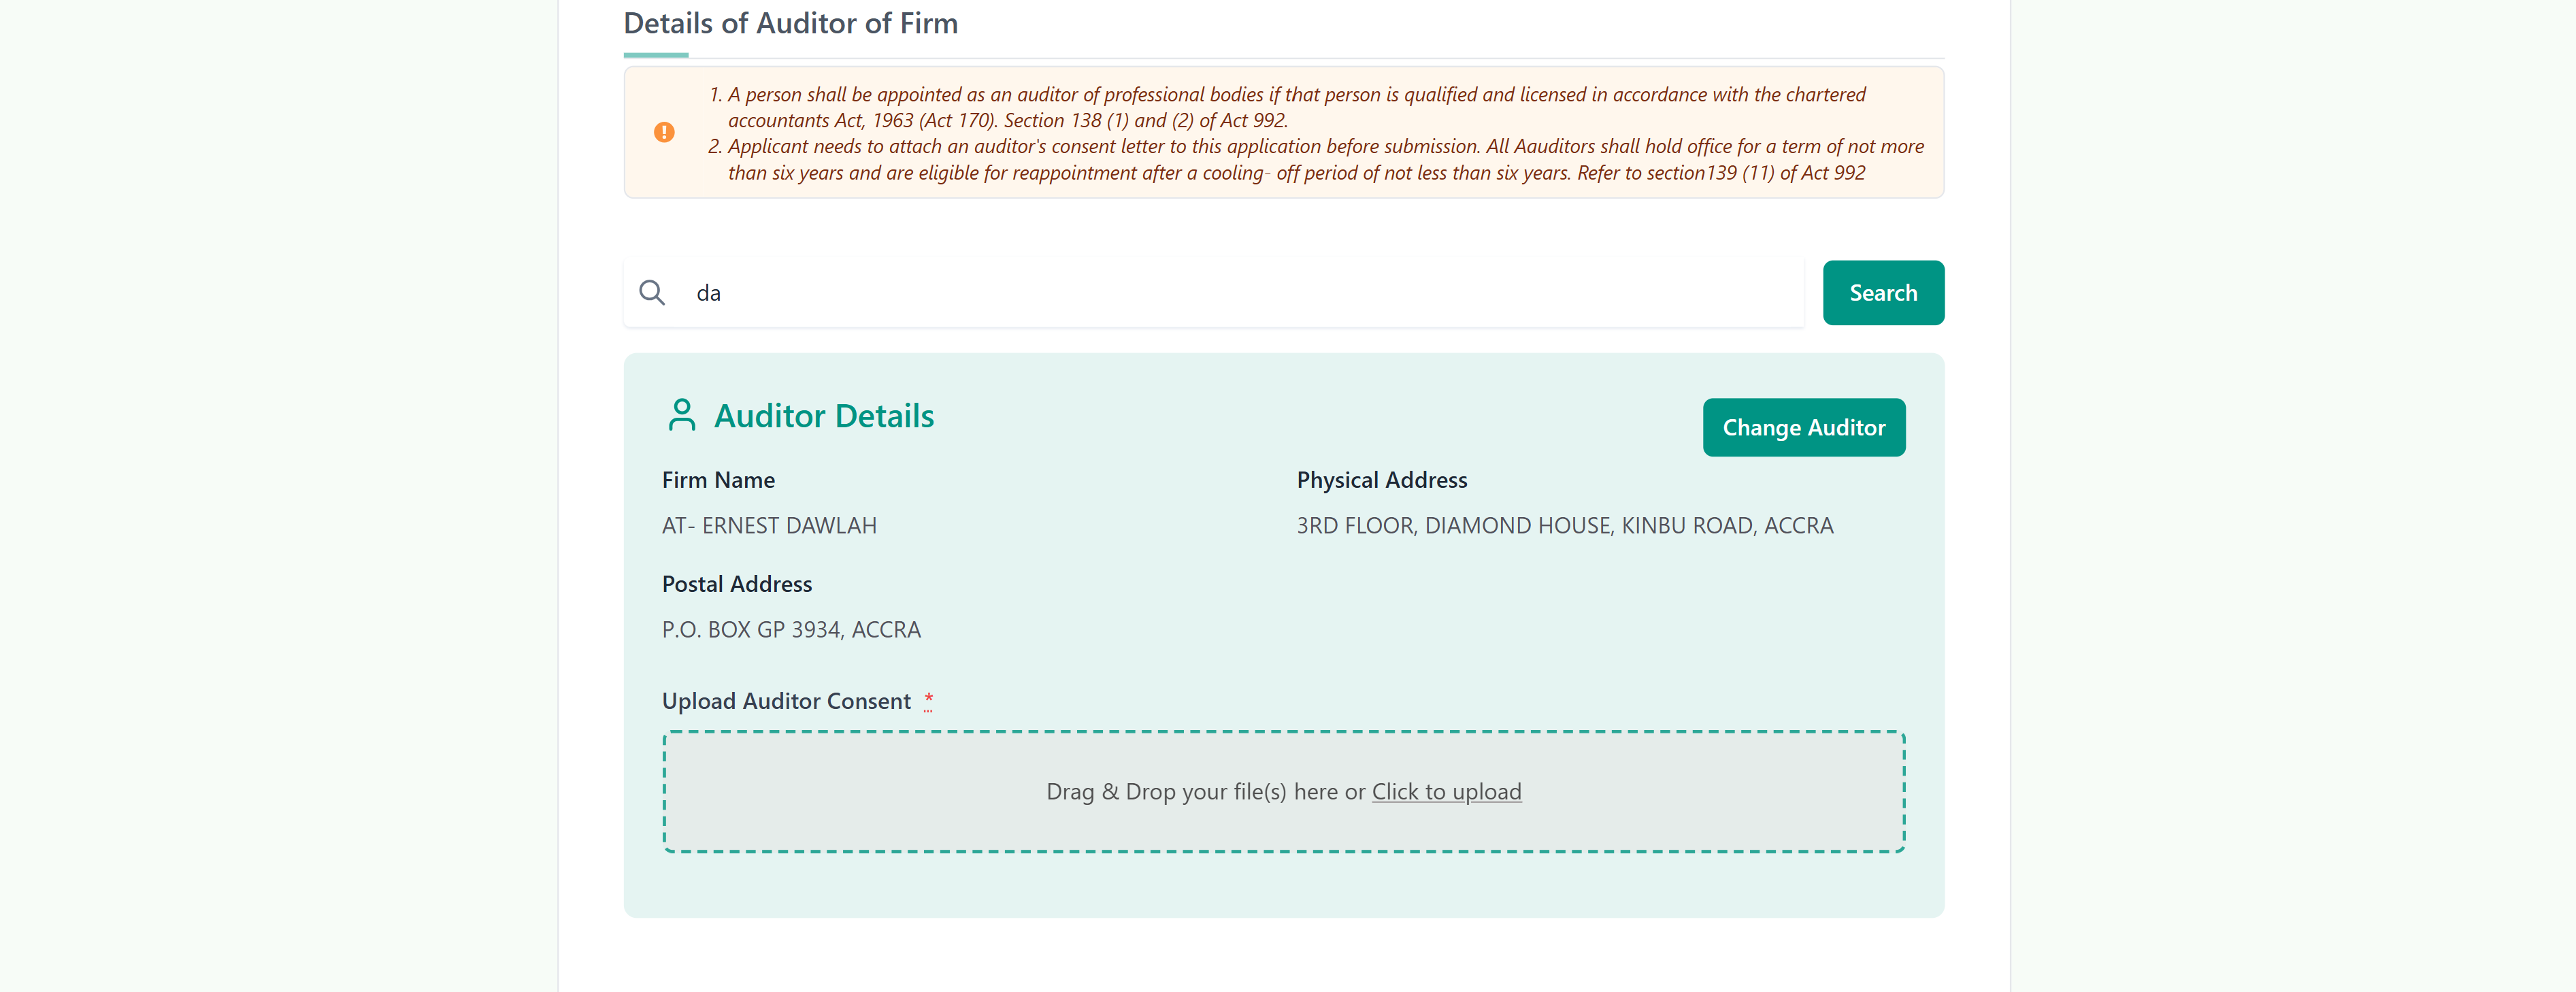 Details of Auditor of Firm
1. A person shall be appointed as an auditor of professional bodies if that person is qualified and licensed in accordance with the chartered
accountants Act, 1963 (Act 170). Section 138 (1) and (2) of Act 992.
2. Applicant needs to attach an auditor's consent letter to this application before submission. All Aauditors shall hold office for a term of not more
than six years and are eligible for reappointment after a cooling- off period of not less than six years. Refer to section139 (11) of Act 992
da
Search
Auditor Details
Change Auditor
Firm Name
Physical Address
AT- ERNEST DAWLAH
3RD FLOOR, DIAMOND HOUSE, KINBU ROAD, ACCRA
Postal Address
P.O. BOX GP 3934, ACCRA
Upload Auditor Consent *
Drag & Drop your file(s) here or Click to upload